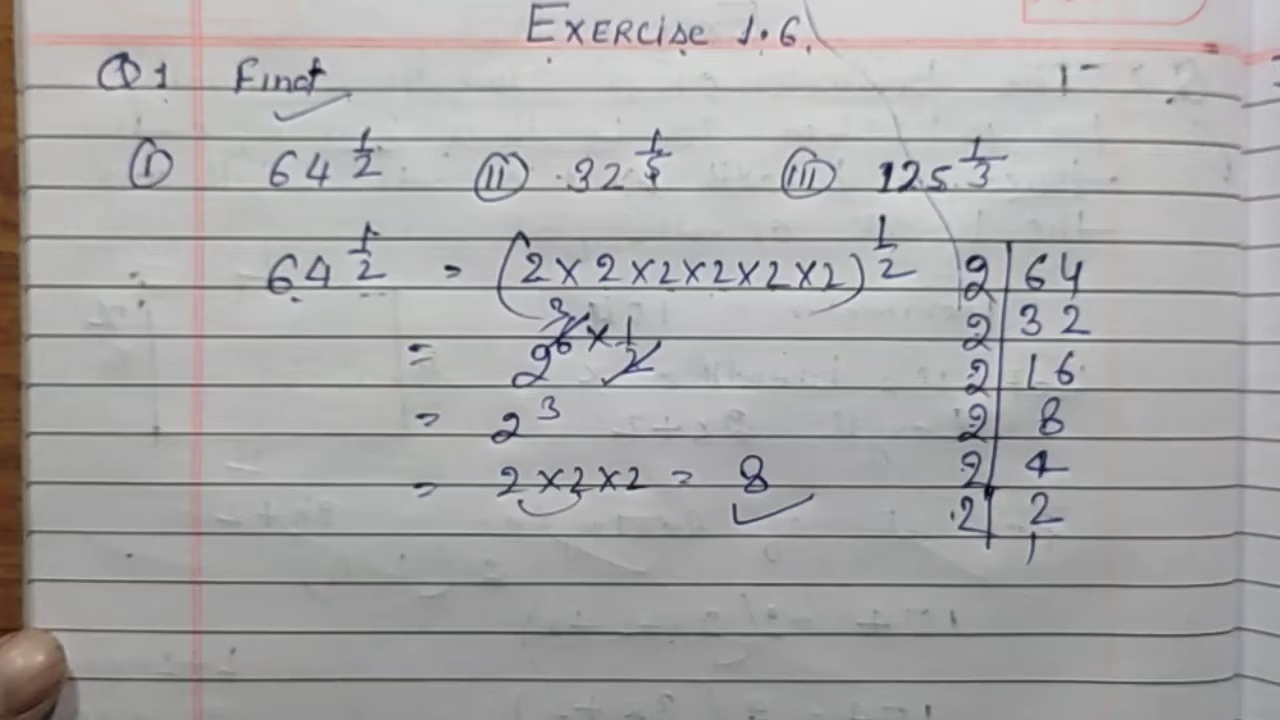 Exercise 1.6.
Q1 Find
(I) 64^(1/2) (II) 32^(1/5) (III) 125^(1/3)
64^(1/2) = (2×2×2×2×2×2)^(1/2)
= 2^(6×1/2) 3
= 2^3
= 2×2×2 = 8
2 | 64
2 | 32
2 | 16
2 | 8
2 | 4
2 | 2
1